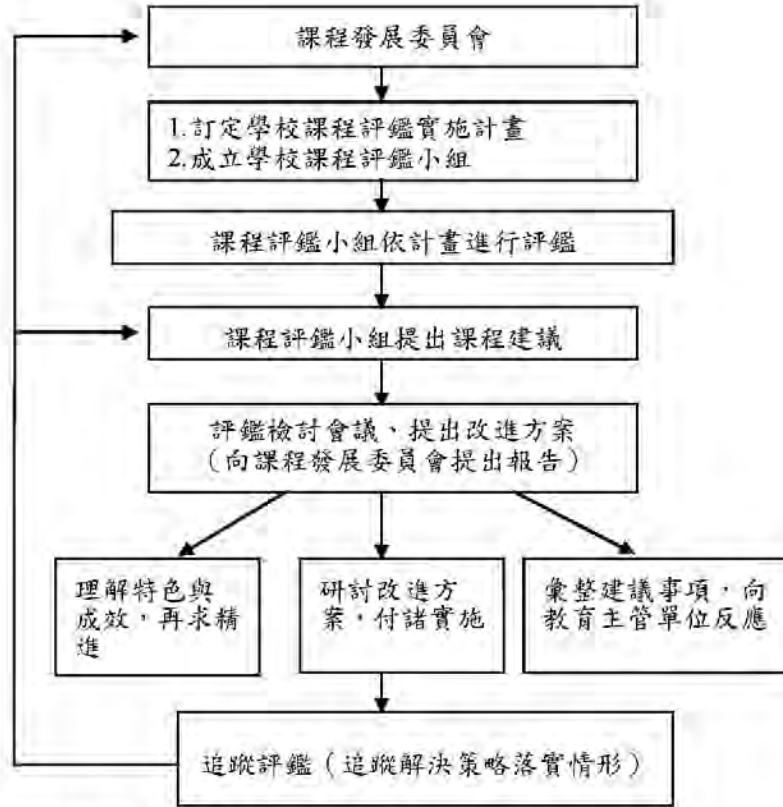 課程發展委員會
1.訂定學校課程評鑑實施計畫
2.成立學校課程評鑑小組
課程評鑑小組依計畫進行評鑑
課程評鑑小組提出課程建議
評鑑檢討會議、提出改進方案
（向課程發展委員會提出報告）
理解特色與
成效，再求精
進
研討改進方
案，付諸實施
彙整建議事項，向
教育主管單位反應
追蹤評鑑（追蹤解決策略落實情形）